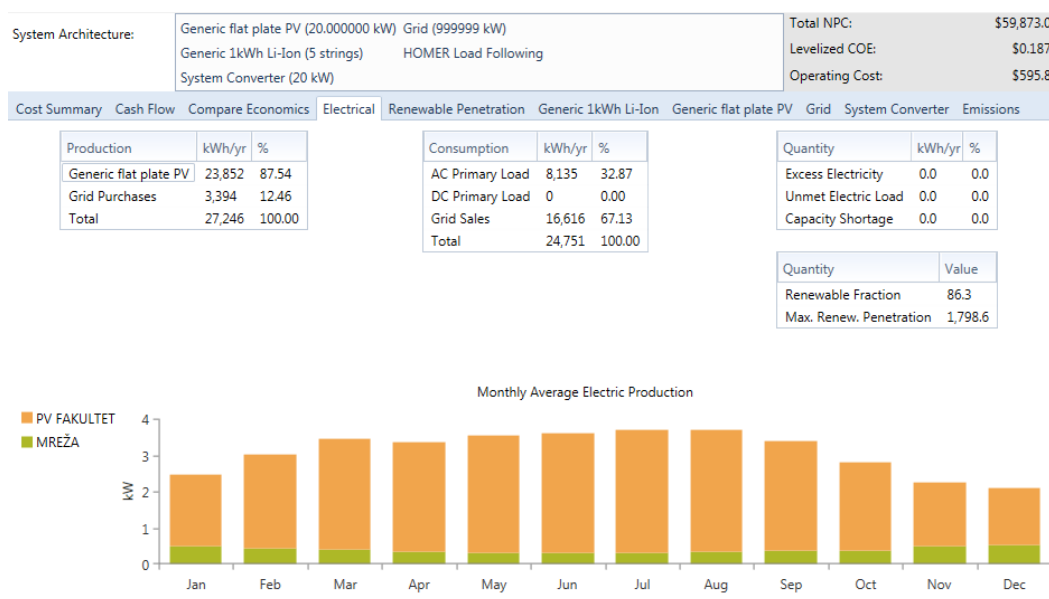 System Architecture:
Generic flat plate PV (20.000000 kW) Grid (999999 kW)
Generic 1kWh Li-Ion (5 strings) HOMER Load Following
System Converter (20 kW)
Total NPC: $59,873.0
Levelized COE: $0.187
Operating Cost: $595.8
Cost Summary Cash Flow Compare Economics Electrical Renewable Penetration Generic 1kWh Li-Ion Generic flat plate PV Grid System Converter Emissions
Production kWh/yr %
Generic flat plate PV 23,852 87.54
Grid Purchases 3,394 12.46
Total 27,246 100.00
Consumption kWh/yr %
AC Primary Load 8,135 32.87
DC Primary Load 0 0.00
Grid Sales 16,616 67.13
Total 24,751 100.00
Quantity kWh/yr %
Excess Electricity 0.0 0.0
Unmet Electric Load 0.0 0.0
Capacity Shortage 0.0 0.0
Quantity Value
Renewable Fraction 86.3
Max. Renew. Penetration 1,798.6
Monthly Average Electric Production
PV FAKULTET
MREŽA
kW
4
3
2
1
0
Jan Feb Mar Apr May Jun Jul Aug Sep Oct Nov Dec